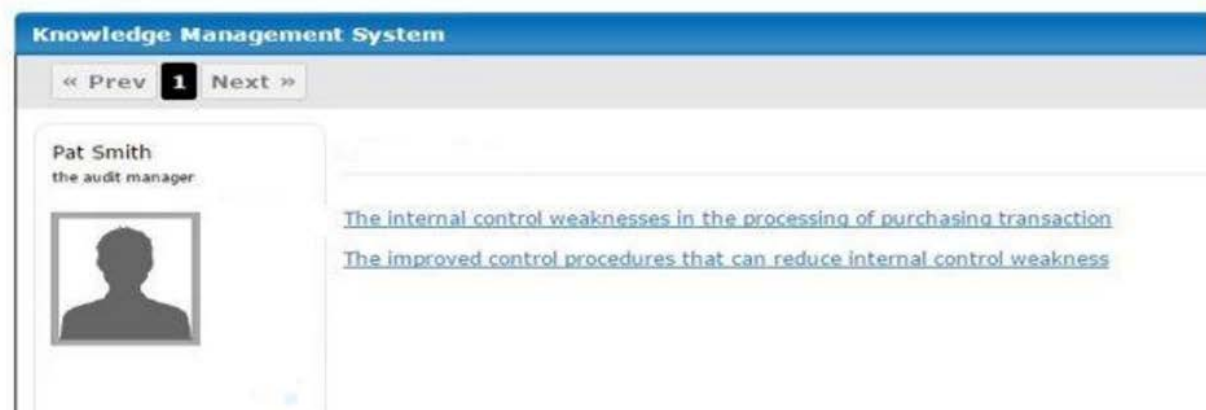 Knowledge Management System
« Prev 1 Next »
Pat Smith
the audit manager
The internal control weaknesses in the processing of purchasing transaction
The improved control procedures that can reduce internal control weakness